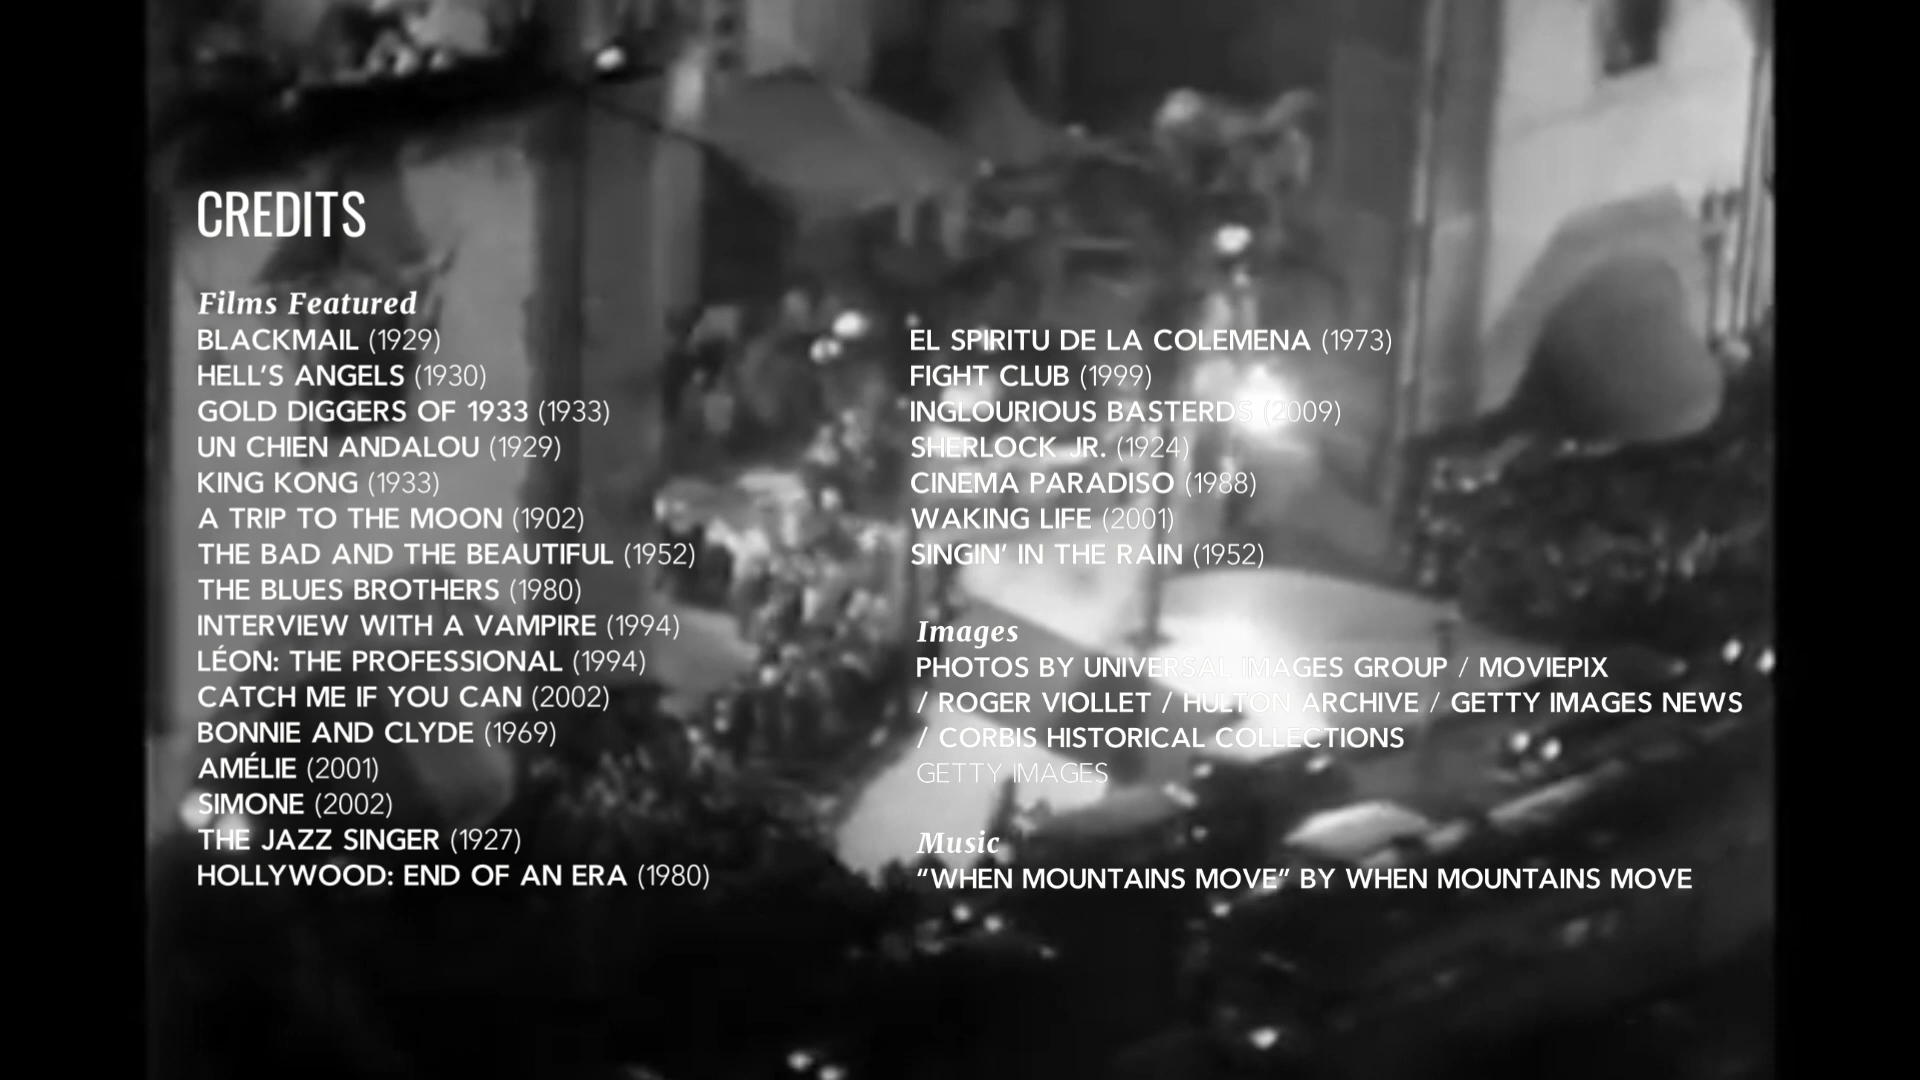 CREDITS
Films Featured
BLACKMAIL (1929)
HELL'S ANGELS (1930)
GOLD DIGGERS OF 1933 (1933)
UN CHIEN ANDALOU (1929)
KING KONG (1933)
A TRIP TO THE MOON (1902)
THE BAD AND THE BEAUTIFUL (1952)
THE BLUES BROTHERS (1980)
INTERVIEW WITH A VAMPIRE (1994)
LÉON: THE PROFESSIONAL (1994)
CATCH ME IF YOU CAN (2002)
BONNIE AND CLYDE (1969)
AMÉLIE (2001)
SIMONE (2002)
THE JAZZ SINGER (1927)
HOLLYWOOD: END OF AN ERA (1980)
EL SPIRITU DE LA COLEMENA (1973)
FIGHT CLUB (1999)
INGLOURIOUS BASTERDS (2009)
SHERLOCK JR. (1924)
CINEMA PARADISO (1988)
WAKING LIFE (2001)
SINGIN' IN THE RAIN (1952)
Images
PHOTOS BY UNIVERSAL IMAGES GROUP / MOVIEPIX
/ ROGER VIOLLET / HULTON ARCHIVE / GETTY IMAGES NEWS
/ CORBIS HISTORICAL COLLECTIONS
GETTY IMAGES
Music
"WHEN MOUNTAINS MOVE" BY WHEN MOUNTAINS MOVE